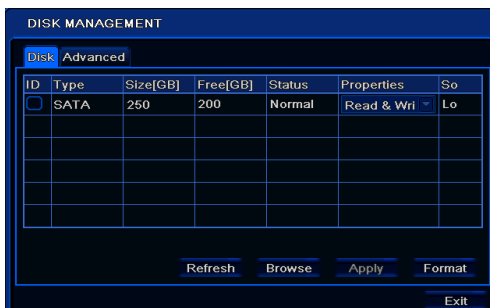 DISK MANAGEMENT
Disk Advanced
ID Type Size[GB] Free[GB] Status Properties So
SATA 250 200 Normal Read & Wri Lo
Refresh Browse Apply Format
Exit